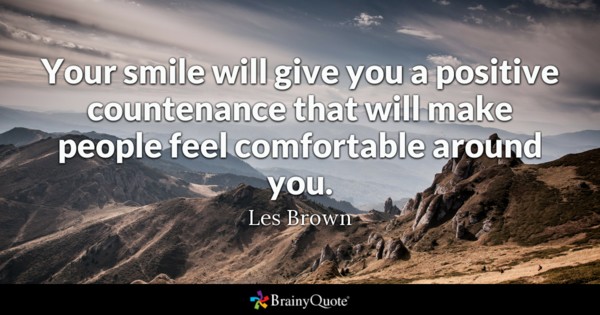 Your smile will give you a positive
countenance that will make
people feel comfortable around
you.
Les Brown
BrainyQuote®